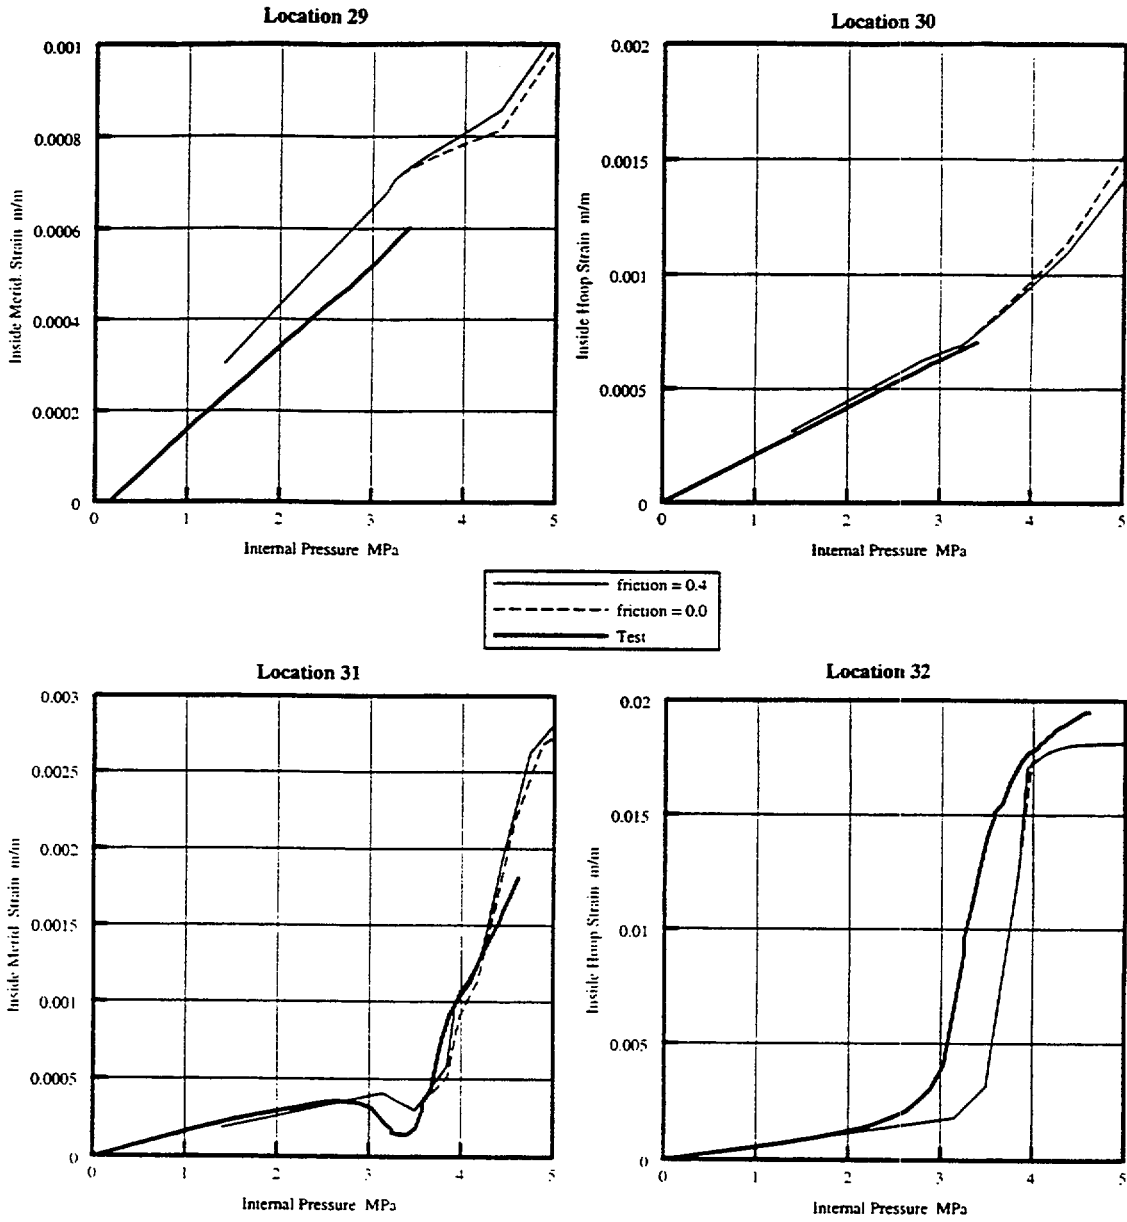 Location 29
0.001
0.0008
0.0006
0.0004
0.0002
0
Inside Merid. Strain m/m
0 1 2 3 4 5
Internal Pressure MPa
Location 30
0.002
0.0015
0.001
0.0005
0
Inside Hoop Strain m/m
0 1 2 3 4 5
Internal Pressure MPa
friction = 0.4
friction = 0.0
Test
Location 31
0.003
0.0025
0.002
0.0015
0.001
0.0005
0
Inside Merid. Strain m/m
0 1 2 3 4 5
Internal Pressure MPa
Location 32
0.02
0.015
0.01
0.005
0
Inside Hoop Strain m/m
0 1 2 3 4 5
Internal Pressure MPa